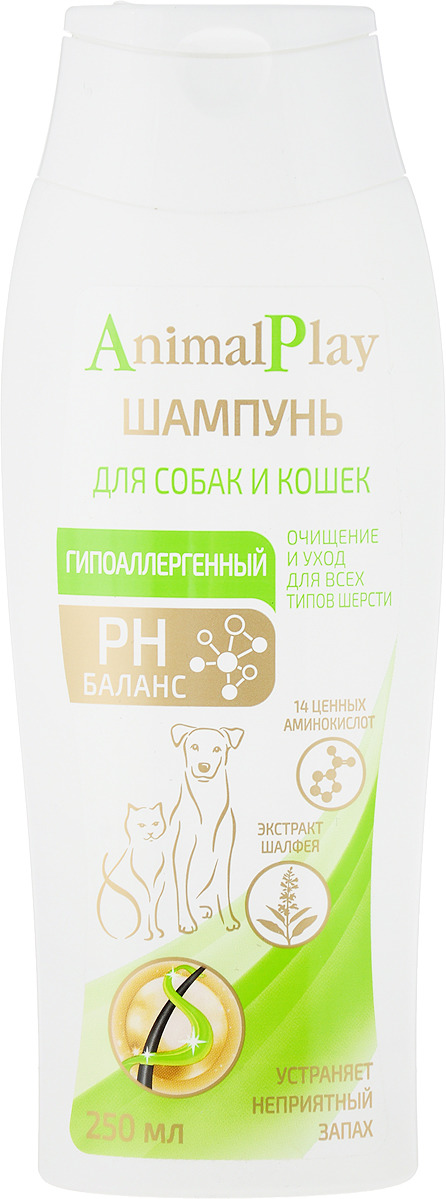 AnimalPlay
ШАМПУНЬ
ДЛЯ СОБАК И КОШЕК
ГИПОАЛЛЕРГЕННЫЙ
ОЧИЩЕНИЕ
И УХОД
ДЛЯ ВСЕХ
ТИПОВ ШЕРСТИ
PH
БАЛАНС
14 ЦЕННЫХ
АМИНОКИСЛОТ
ЭКСТРАКТ
ШАЛФЕЯ
УСТРАНЯЕТ
НЕПРИЯТНЫЙ
ЗАПАХ
250 МЛ